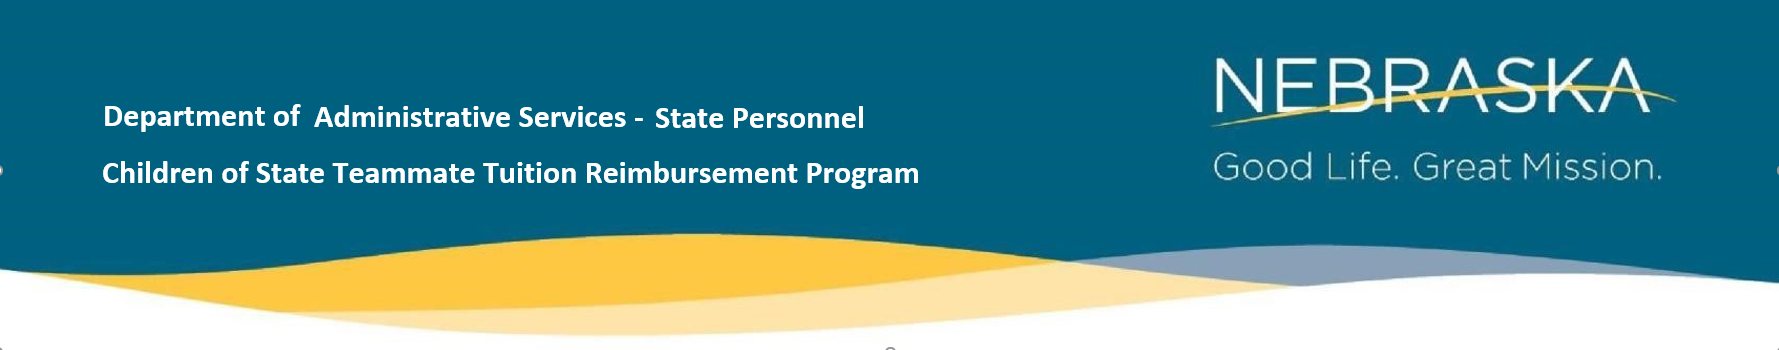 Department of Administrative Services - State Personnel
Children of State Teammate Tuition Reimbursement Program
NEBRASKA
Good Life. Great Mission.